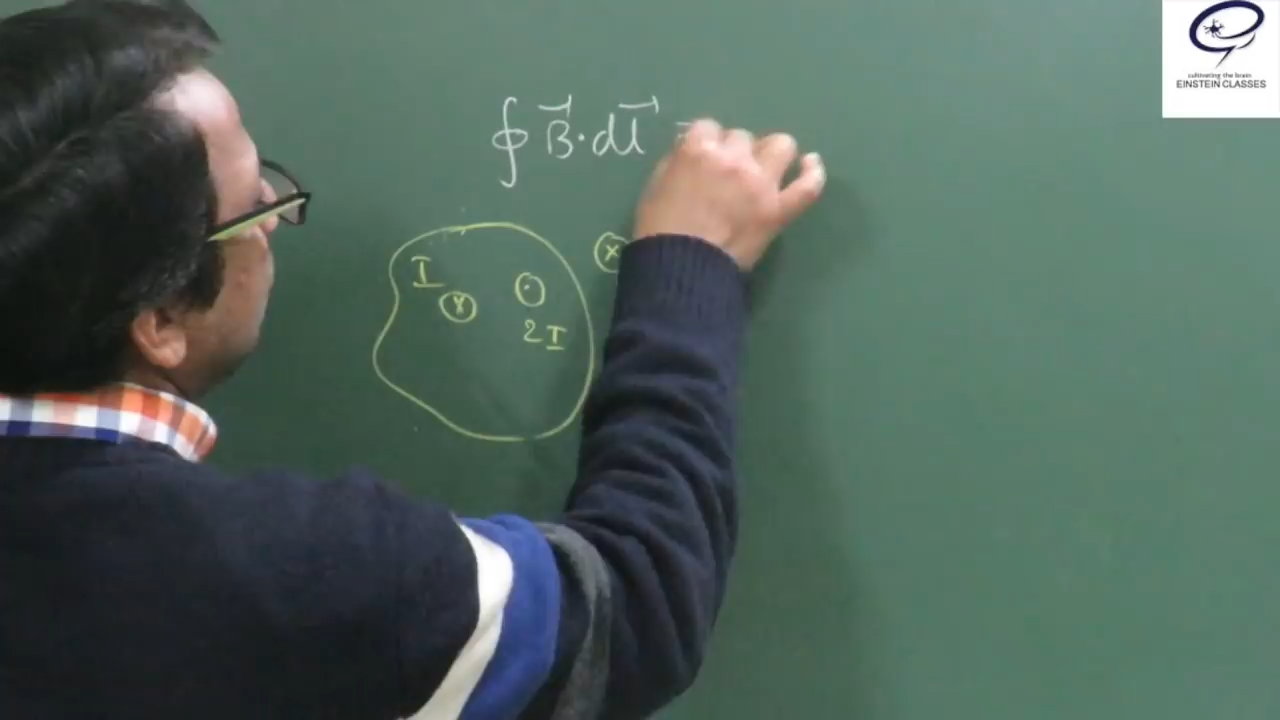 cultivating the brain
EINSTEIN CLASSES
∮ B⃗·dl⃗ =
I
2I